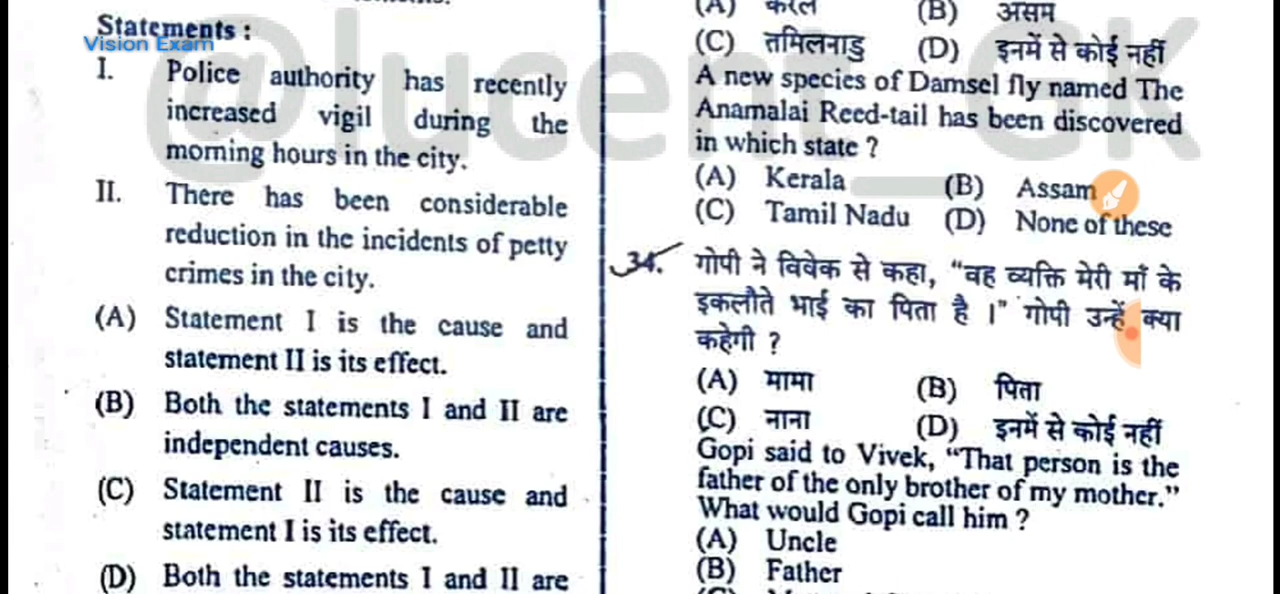 Statements :
Vision Exam
I. Police authority has recently
increased vigil during the
morning hours in the city.
II. There has been considerable
reduction in the incidents of petty
crimes in the city.
(A) Statement I is the cause and
statement II is its effect.
(B) Both the statements I and II are
independent causes.
(C) Statement II is the cause and
statement I is its effect.
(D) Both the statements I and II are
(A) केरल (B) असम
(C) तमिलनाडु (D) इनमें से कोई नहीं
A new species of Damsel fly named The
Anamalai Reed-tail has been discovered
in which state ?
(A) Kerala (B) Assam
(C) Tamil Nadu (D) None of these
34. गोपी ने विवेक से कहा, “वह व्यक्ति मेरी माँ के
इकलौते भाई का पिता है ।” गोपी उन्हें क्या
कहेगी ?
(A) मामा (B) पिता
(C) नाना (D) इनमें से कोई नहीं
Gopi said to Vivek, “That person is the
father of the only brother of my mother.”
What would Gopi call him ?
(A) Uncle
(B) Father
@lucent_GK